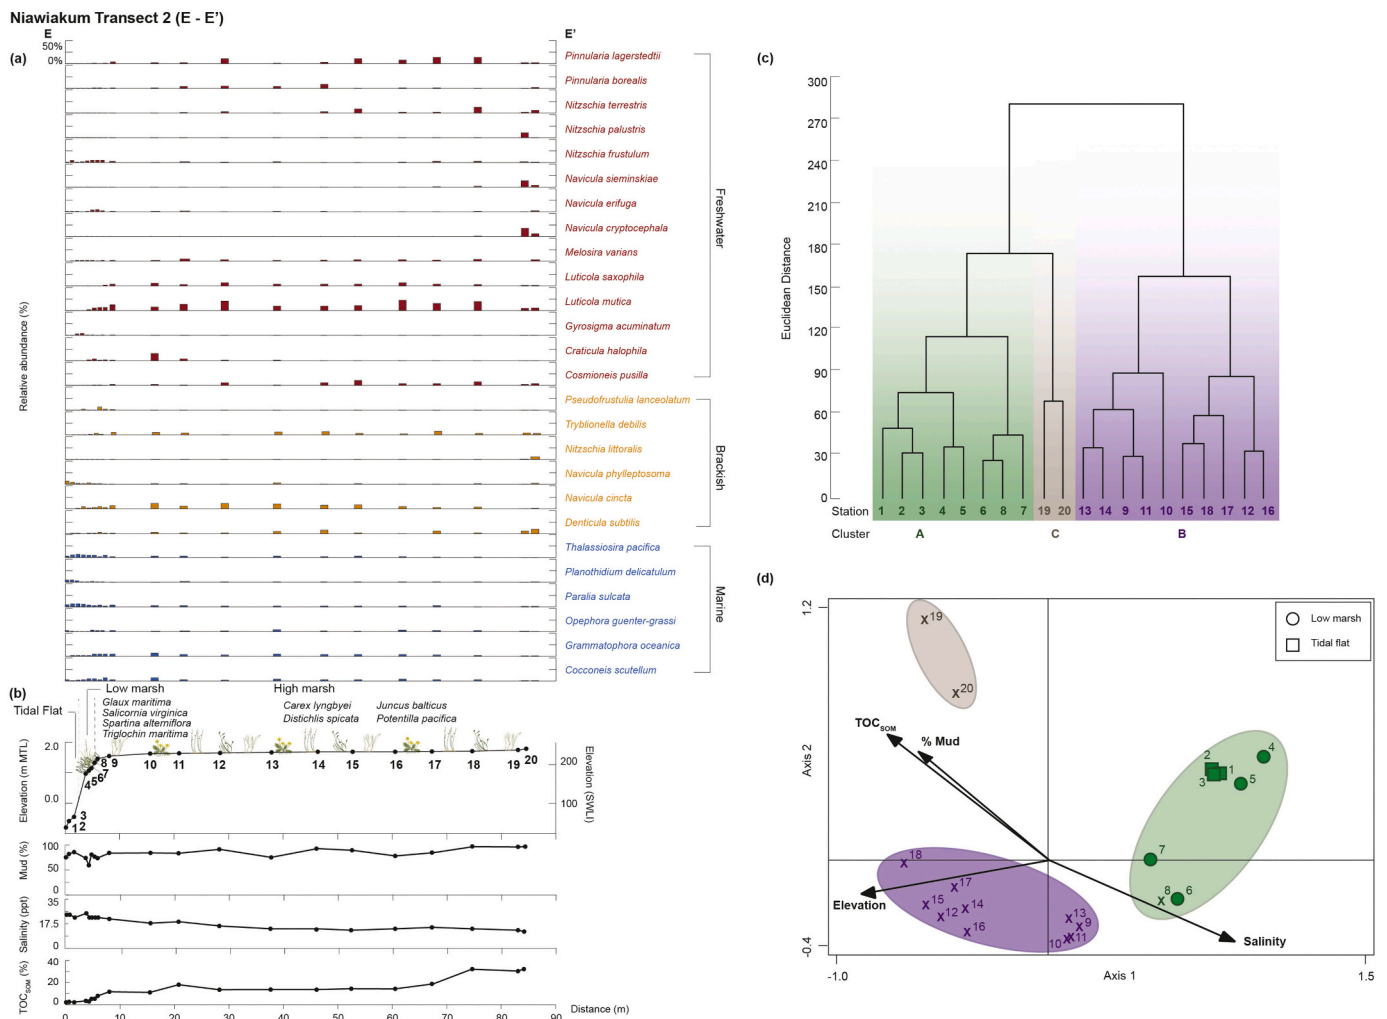 Niawiakum Transect 2 (E - E’)
(a)
E
E’
50%
0%
Relative abundance (%)
Pinnularia lagerstedtii
Pinnularia borealis
Nitzschia terrestris
Nitzschia palustris
Nitzschia frustulum
Navicula sieminskiae
Navicula erifuga
Navicula cryptocephala
Melosira varians
Luticola saxophila
Luticola mutica
Gyrosigma acuminatum
Craticula halophila
Cosmioneis pusilla
Freshwater
Pseudofrustulia lanceolatum
Tryblionella debilis
Nitzschia littoralis
Navicula phylleptosoma
Navicula cincta
Denticula subtilis
Brackish
Thalassiosira pacifica
Planothidium delicatulum
Paralia sulcata
Opephora guenter-grassi
Grammatophora oceanica
Cocconeis scutellum
Marine
(b)
Low marsh
High marsh
Tidal Flat
Glaux maritima
Salicornia virginica
Spartina alterniflora
Triglochin maritima
Carex lyngbyei
Distichlis spicata
Juncus balticus
Potentilla pacifica
Elevation (m MTL)
2.0
0.0
Elevation (SWLI)
200
100
1 2 3 4 5 6 7 8 9 10 11 12 13 14 15 16 17 18 19 20
Mud (%)
100
50
0
Salinity (ppt)
35
17.5
0
TOCSOM (%)
40
20
0
0 10 20 30 40 50 60 70 80 90
Distance (m)
(c)
Euclidean Distance
300
270
240
210
180
150
120
90
60
30
0
Station
1 2 3 4 5 6 8 7 19 20 13 14 9 11 10 15 18 17 12 16
Cluster
A C B
(d)
Low marsh
Tidal flat
Axis 2
1.2
-0.4
Axis 1
-1.0
1.5
TOCSOM
% Mud
Elevation
Salinity
19
20
2
1
3
4
5
7
8
6
18
17
15
12
14
16
13
9
10
11